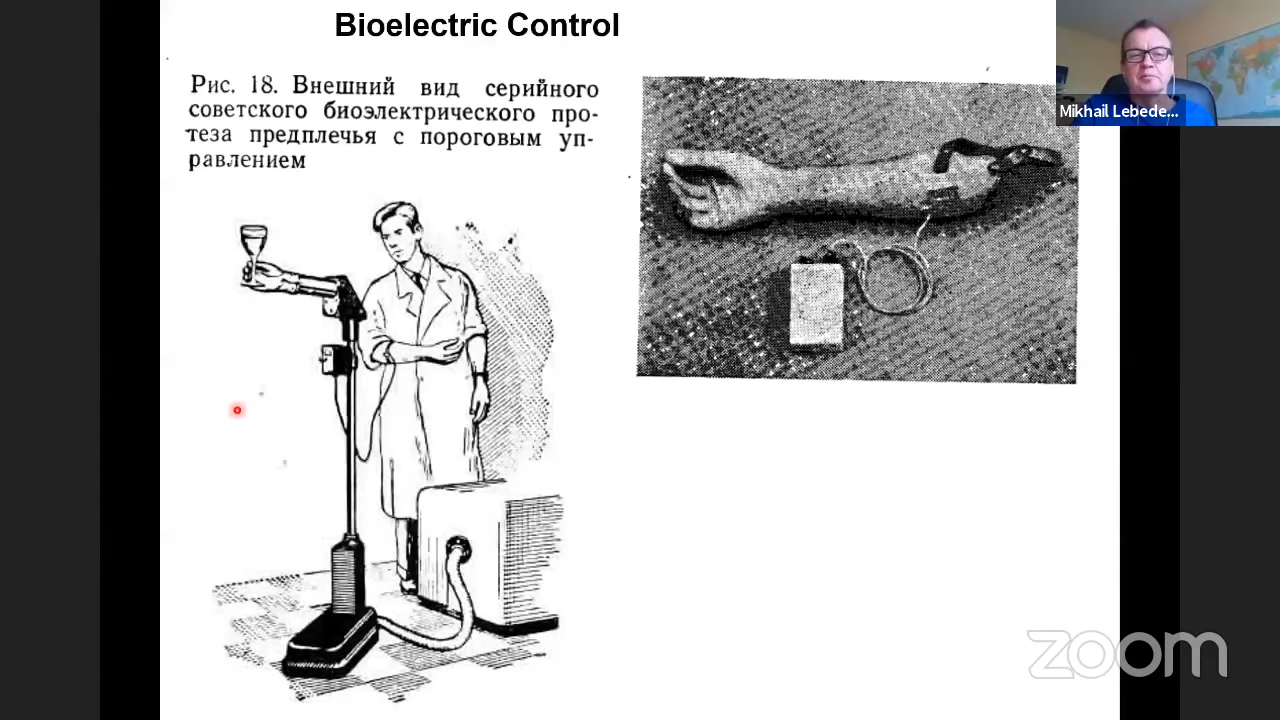 Bioelectric Control
Рис. 18. Внешний вид серийного
советского биоэлектрического про-
теза предплечья с пороговым уп-
равлением
Mikhail Lebede...
zoom